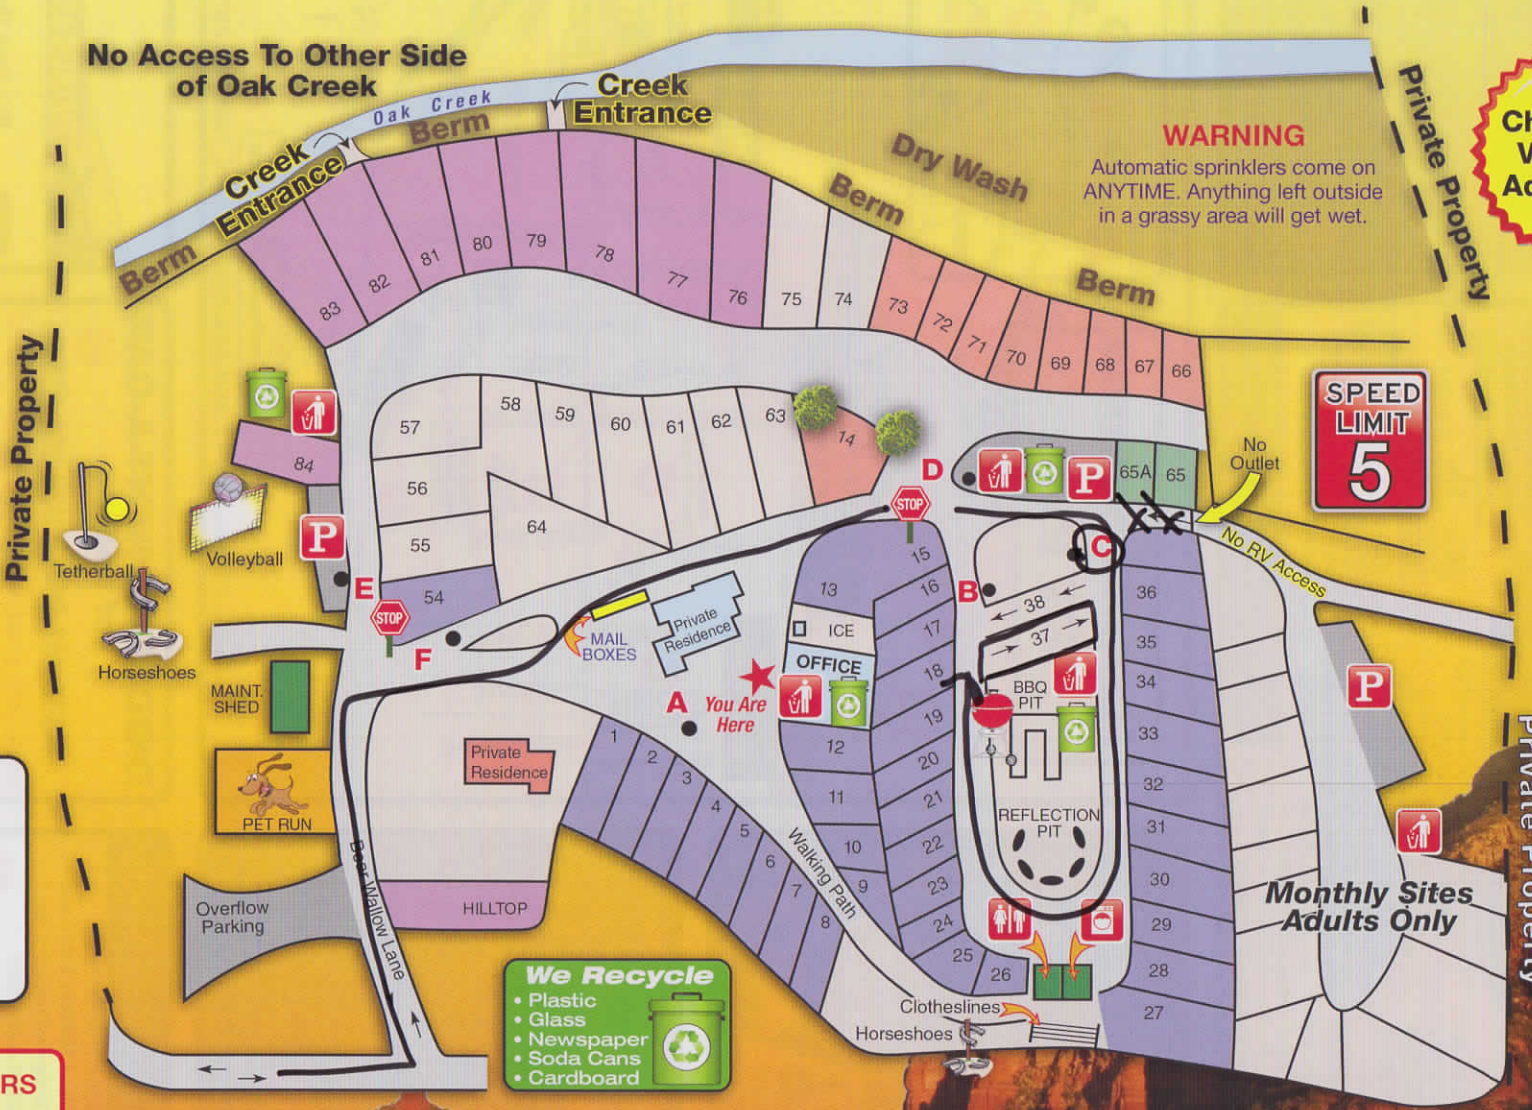 No Access To Other Side
of Oak Creek
Creek
Entrance
Oak Creek
Berm
Creek
Entrance
Berm
Dry Wash
Berm
Berm
WARNING
Automatic sprinklers come on
ANYTIME. Anything left outside
in a grassy area will get wet.
Private Property
83
82
81
80
79
78
77
76
75
74
73
72
71
70
69
68
67
66
SPEED
LIMIT
5
No
Outlet
No RV Access
Private Property
57
58
59
60
61
62
63
14
D
STOP
P
65A
65
84
56
55
54
64
P
Volleyball
Tetherball
Horseshoes
E
STOP
F
MAIL
BOXES
Private
Residence
13
ICE
OFFICE
A
You Are
Here
15
16
17
18
19
20
21
22
23
24
25
26
12
11
10
9
B
C
38
37
BBQ
PIT
REFLECTION
PIT
36
35
34
33
32
31
30
29
28
27
P
Private Property
Monthly Sites
Adults Only
MAINT.
SHED
PET RUN
Private
Residence
1
2
3
4
5
6
7
8
Walking Path
HILLTOP
Bear Wallow Lane
Overflow
Parking
We Recycle
• Plastic
• Glass
• Newspaper
• Soda Cans
• Cardboard
Clotheslines
Horseshoes
RS